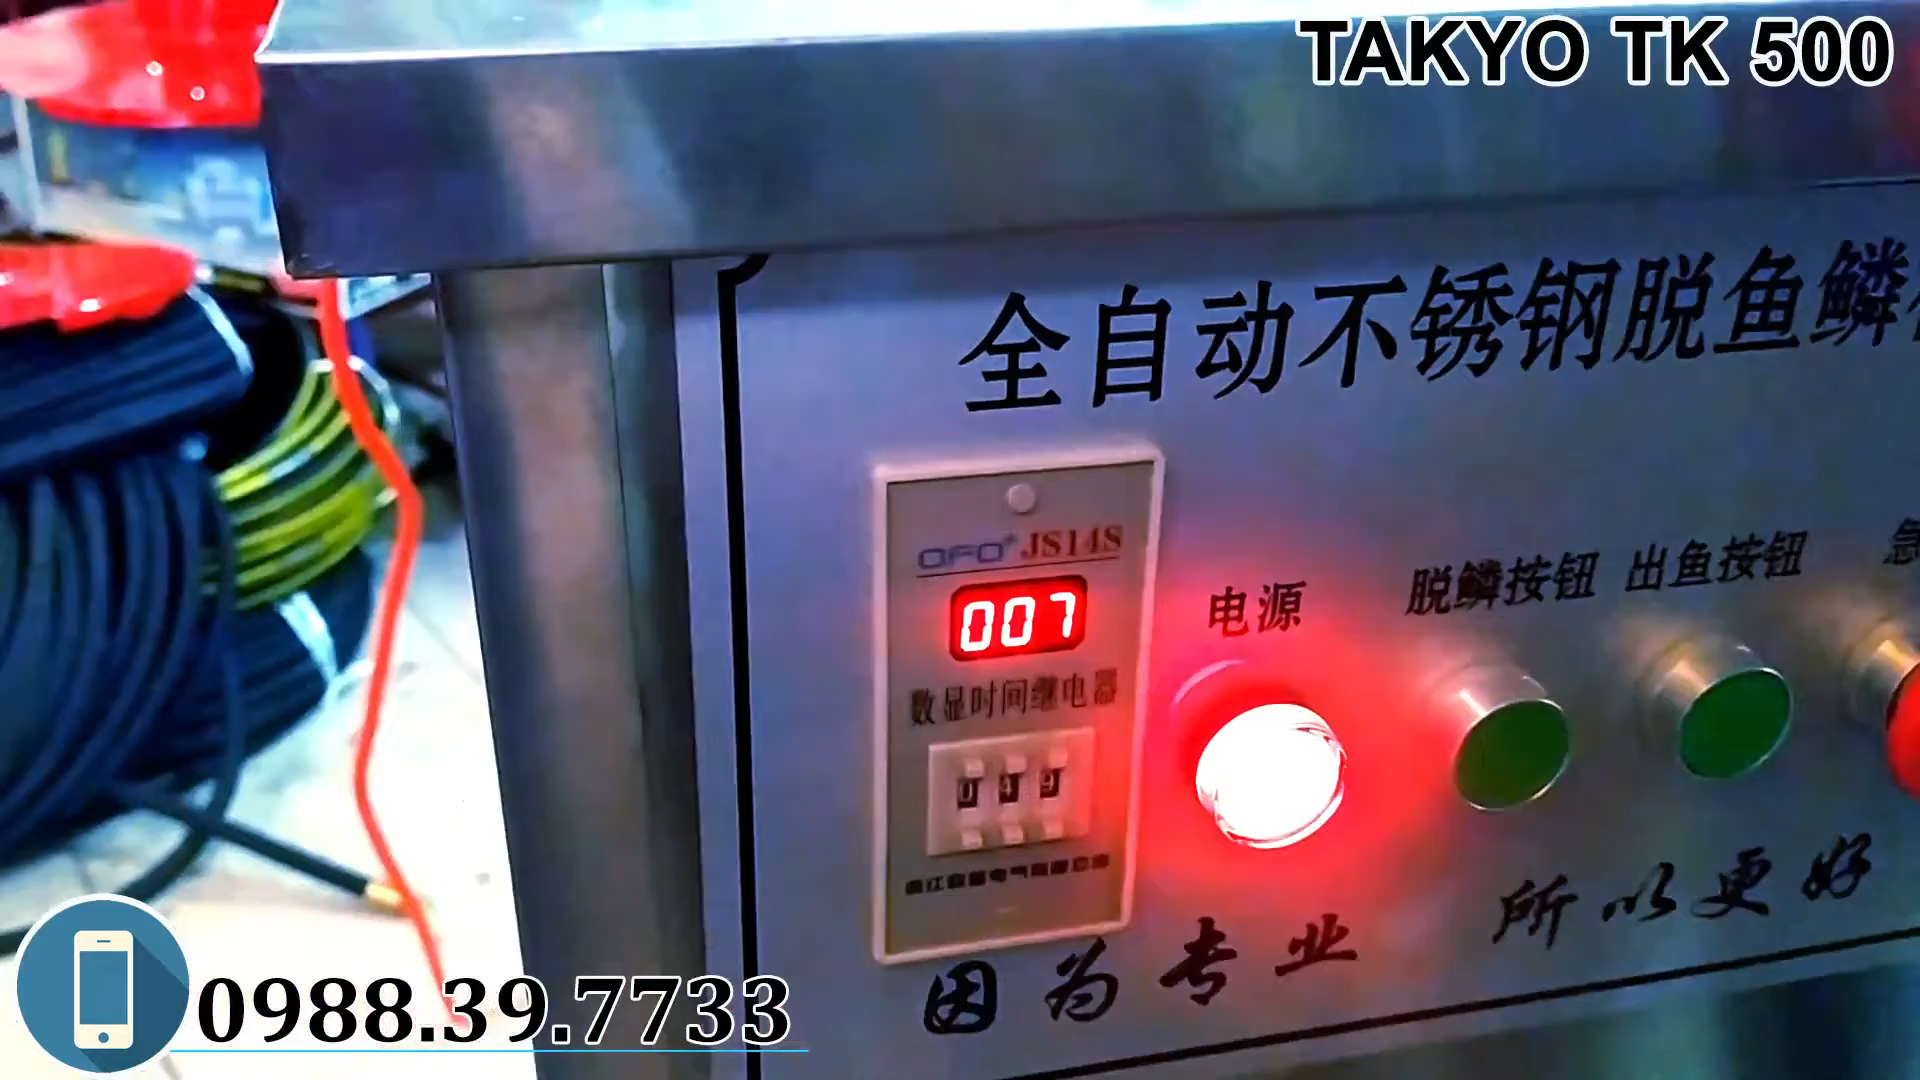 TAKYO TK 500
全自动不锈钢脱鱼鳞
OFO JS14S
007
数显时间继电器
049
电源
脱鳞按钮
出鱼按钮
急
因为专业 所以更好
0988.39.7733